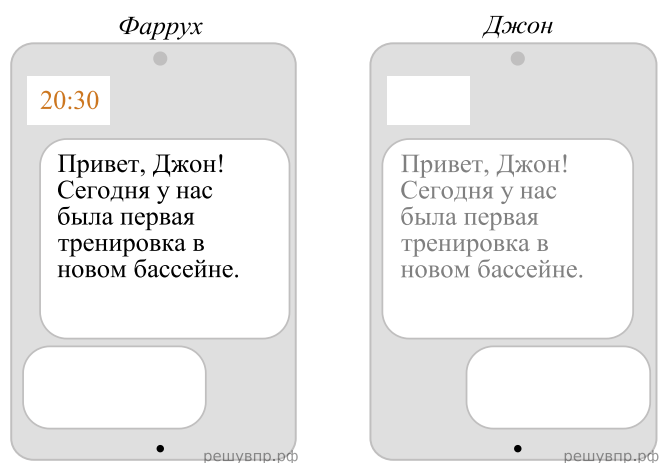 Фаррух
20:30
Привет, Джон!
Сегодня у нас
была первая
тренировка в
новом бассейне.
решувпр.рф
Джон
Привет, Джон!
Сегодня у нас
была первая
тренировка в
новом бассейне.
решувпр.рф